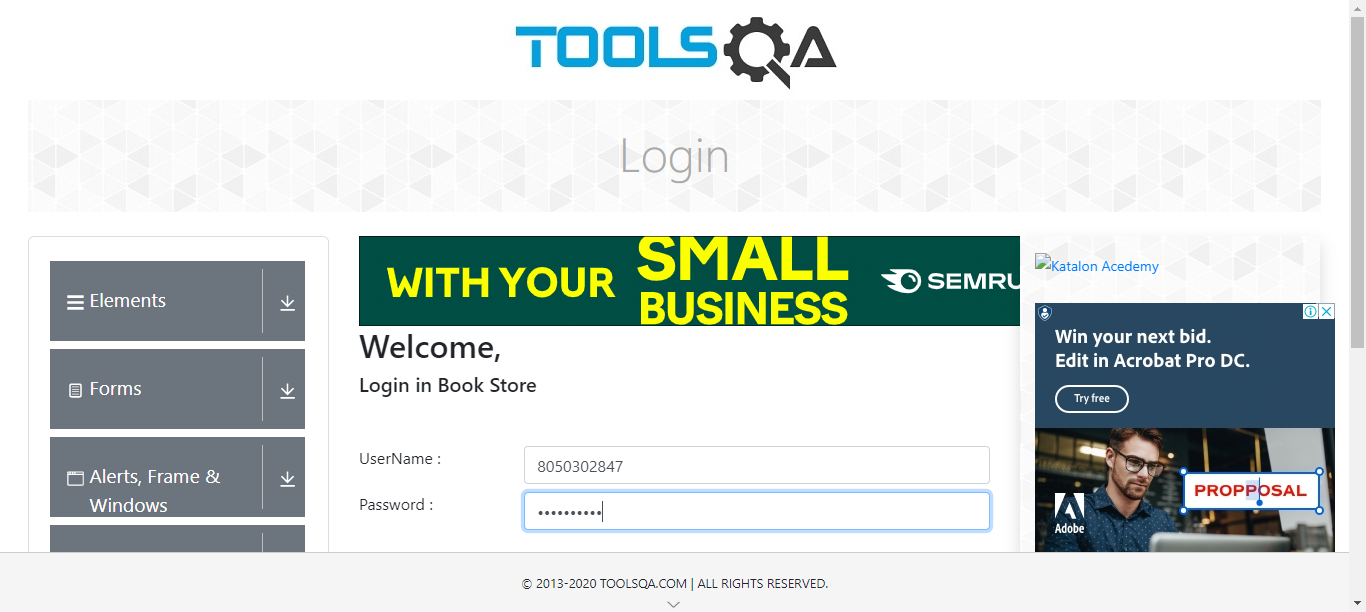 TOOLSQA
Login
Elements
Forms
Alerts, Frame &
Windows
WITH YOUR
SMALL
BUSINESS
SEMRU
Welcome,
Login in Book Store
UserName :
8050302847
Password :
••••••••••
Katalon Acedemy
Win your next bid.
Edit in Acrobat Pro DC.
Try free
PROPPOSAL
Adobe
© 2013-2020 TOOLSQA.COM | ALL RIGHTS RESERVED.